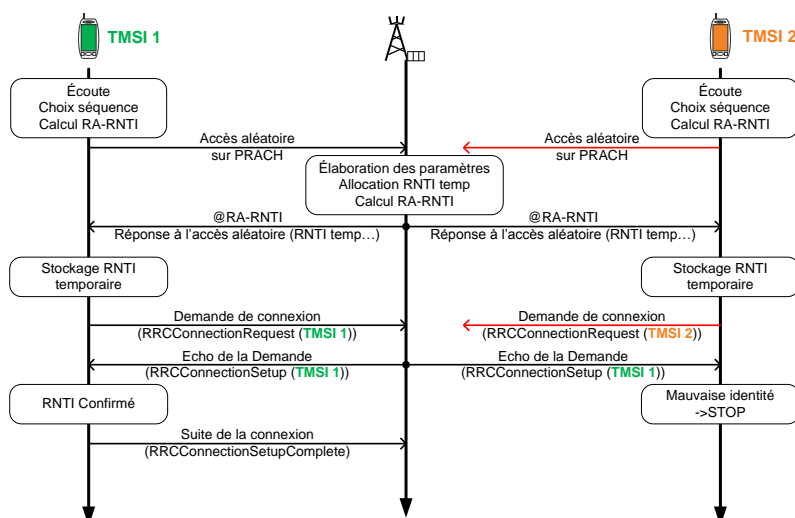 TMSI 1
TMSI 2
Écoute
Choix séquence
Calcul RA-RNTI
Écoute
Choix séquence
Calcul RA-RNTI
Accès aléatoire
sur PRACH
Accès aléatoire
sur PRACH
Élaboration des paramètres
Allocation RNTI temp
Calcul RA-RNTI
@RA-RNTI
Réponse à l'accès aléatoire (RNTI temp…)
@RA-RNTI
Réponse à l'accès aléatoire (RNTI temp…)
Stockage RNTI
temporaire
Stockage RNTI
temporaire
Demande de connexion
(RRCConnectionRequest (TMSI 1))
Demande de connexion
(RRCConnectionRequest (TMSI 2))
Echo de la Demande
(RRCConnectionSetup (TMSI 1))
Echo de la Demande
(RRCConnectionSetup (TMSI 1))
RNTI Confirmé
Mauvaise identité
->STOP
Suite de la connexion
(RRCConnectionSetupComplete)